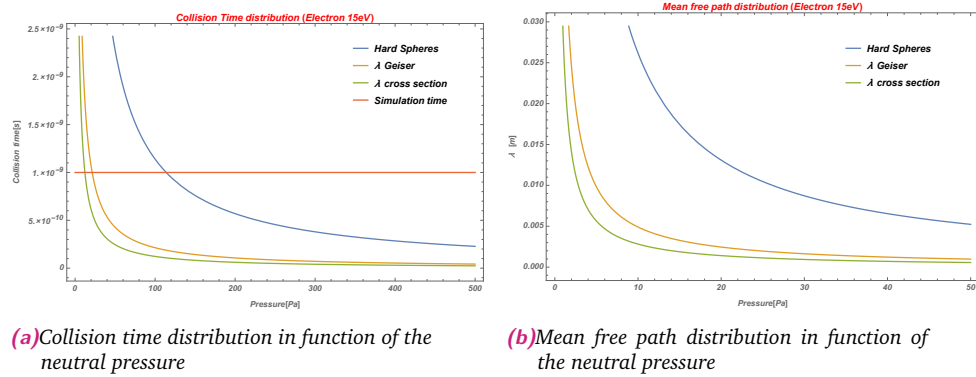 Collision Time distribution (Electron 15eV)
2.5×10⁻⁹
2.×10⁻⁹
1.5×10⁻⁹
1.×10⁻⁹
5.×10⁻¹⁰
0
Collision time[s]
Hard Spheres
λ Geiser
λ cross section
Simulation time
0 100 200 300 400 500
Pressure[Pa]
(a)Collision time distribution in function of the
neutral pressure
Mean free path distribution (Electron 15eV)
0.030
0.025
0.020
0.015
0.010
0.005
0.000
λ [m]
Hard Spheres
λ Geiser
λ cross section
0 10 20 30 40 50
Pressure[Pa]
(b)Mean free path distribution in function of
the neutral pressure